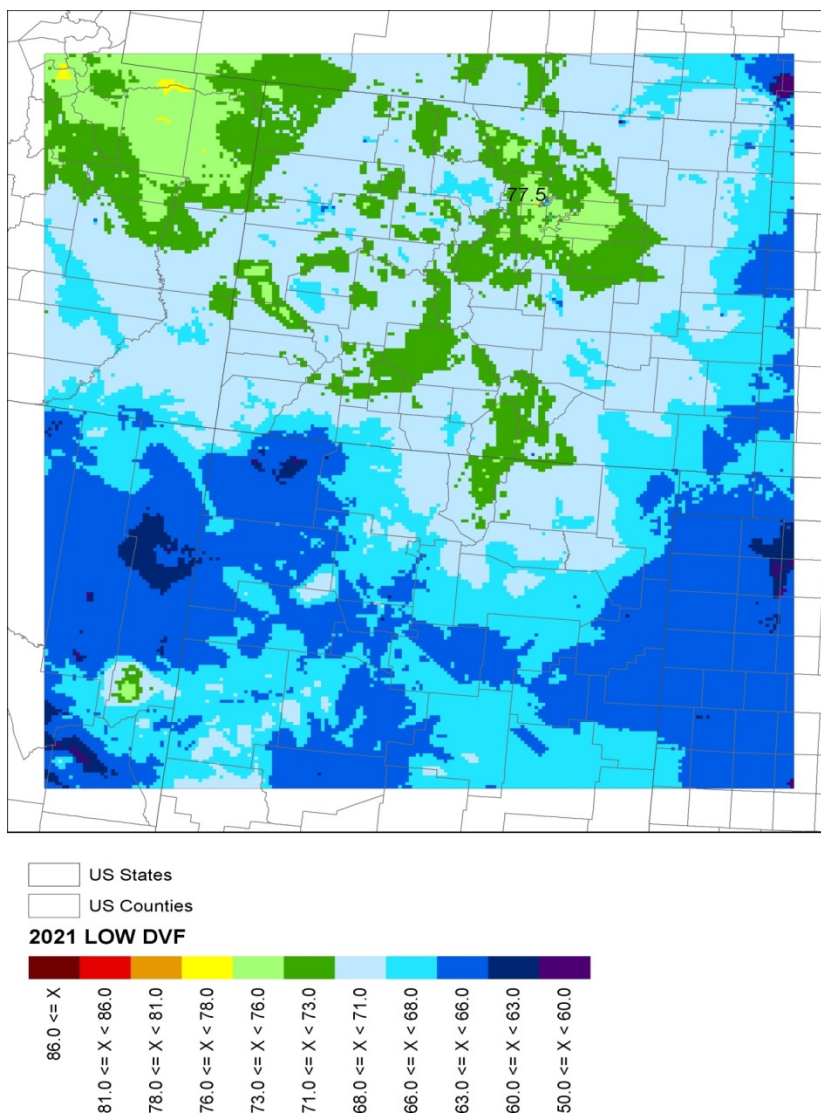 77.5
US States
US Counties
2021 LOW DVF
86.0 <= X
81.0 <= X < 86.0
78.0 <= X < 81.0
76.0 <= X < 78.0
73.0 <= X < 76.0
71.0 <= X < 73.0
68.0 <= X < 71.0
66.0 <= X < 68.0
63.0 <= X < 66.0
60.0 <= X < 63.0
50.0 <= X < 60.0